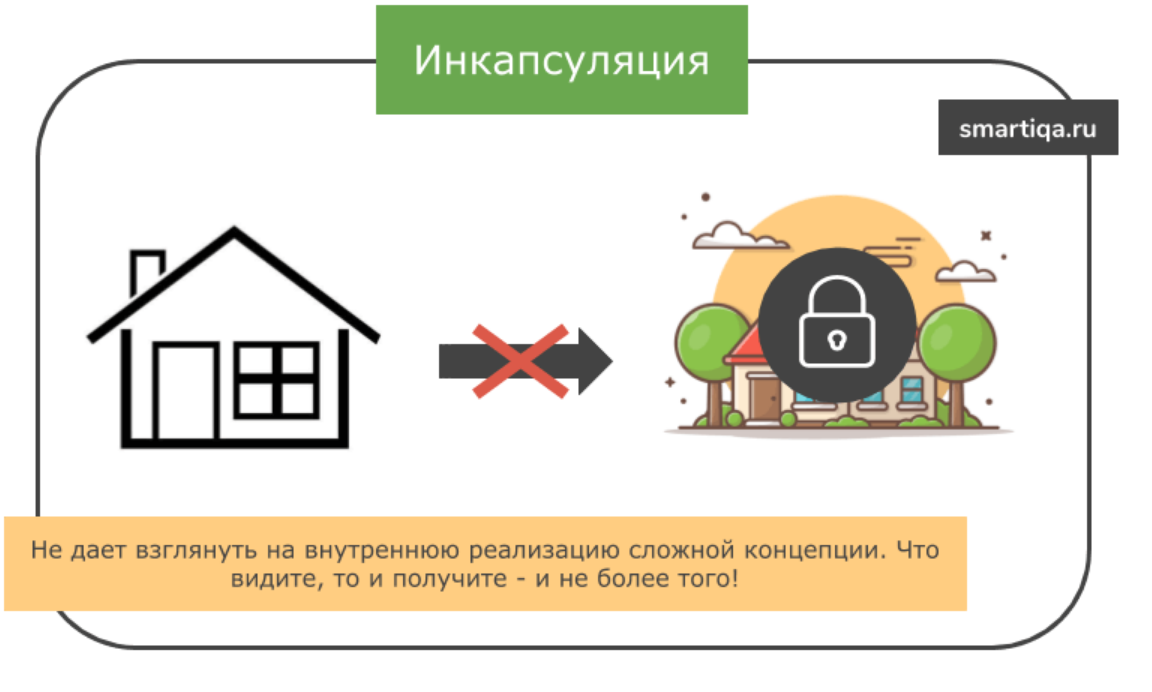 Инкапсуляция
smartiqa.ru
Не дает взглянуть на внутреннюю реализацию сложной концепции. Что
видите, то и получите - и не более того!